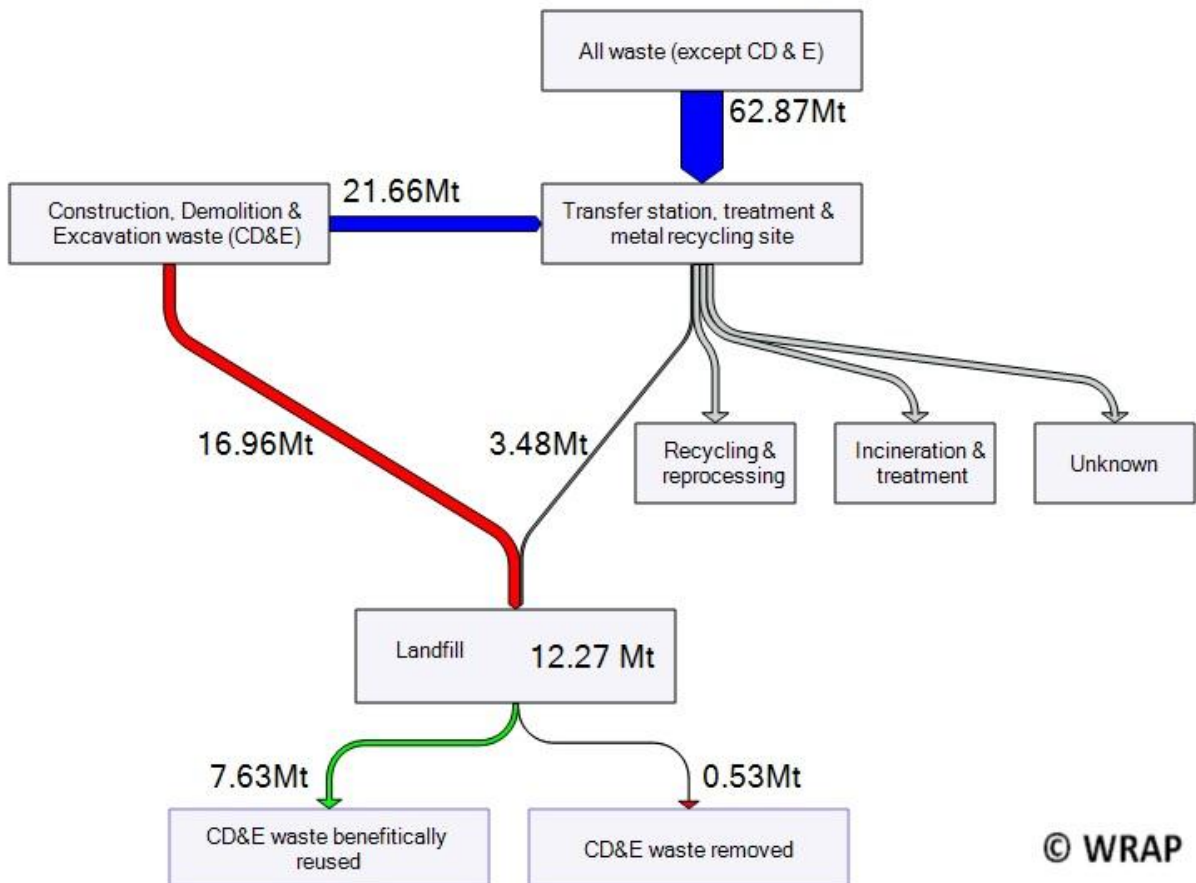 All waste (except CD & E)
62.87Mt
21.66Mt
Construction, Demolition &
Excavation waste (CD&E)
Transfer station, treatment &
metal recycling site
16.96Mt
3.48Mt
Recycling &
reprocessing
Incineration &
treatment
Unknown
Landfill
12.27 Mt
7.63Mt
0.53Mt
CD&E waste benefitically
reused
CD&E waste removed
© WRAP